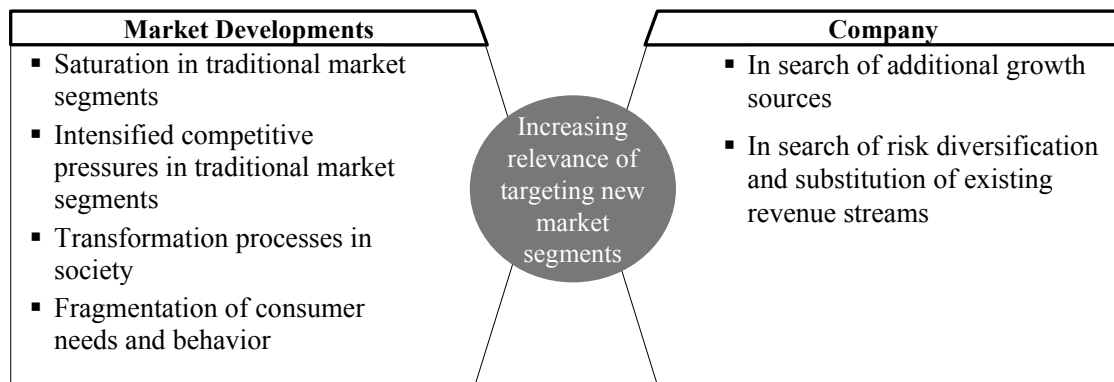 Market Developments
▪ Saturation in traditional market
segments
▪ Intensified competitive
pressures in traditional market
segments
▪ Transformation processes in
society
▪ Fragmentation of consumer
needs and behavior
Increasing
relevance of
targeting new
market
segments
Company
▪ In search of additional growth
sources
▪ In search of risk diversification
and substitution of existing
revenue streams